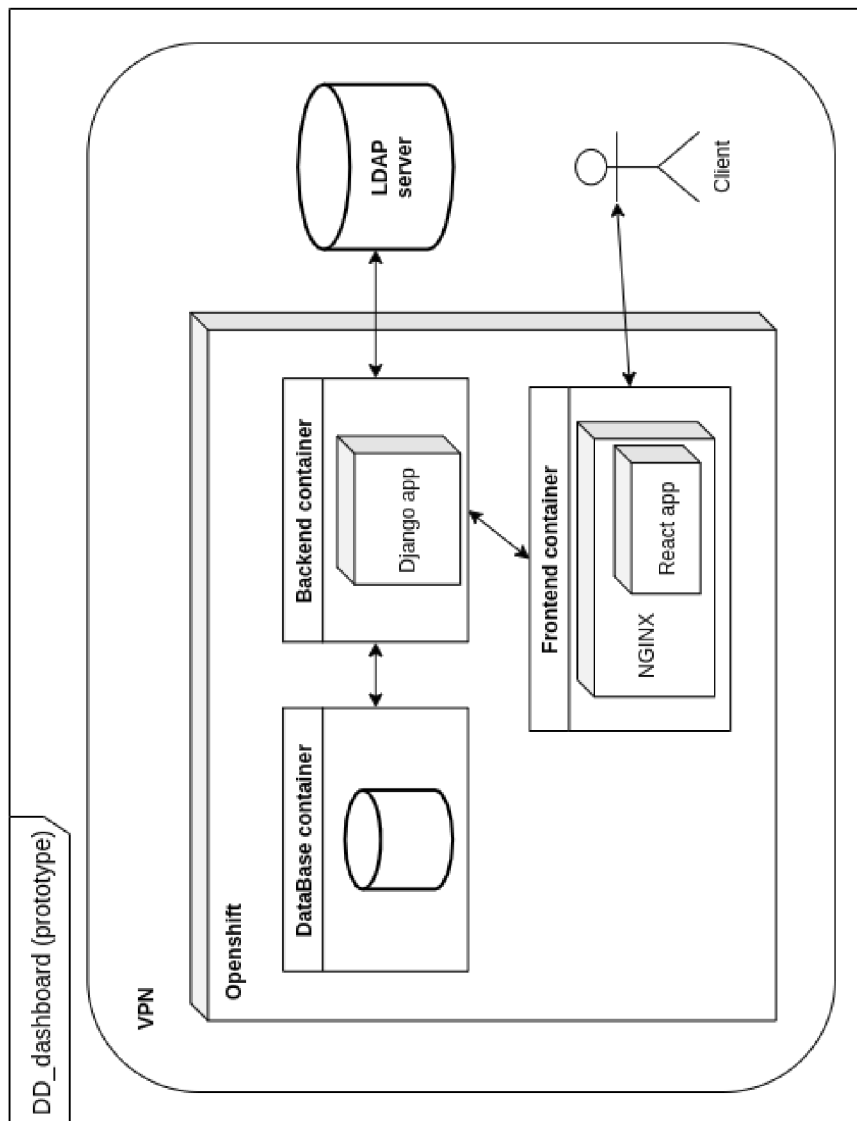 DD_dashboard (prototype)
VPN
Openshift
DataBase container
Backend container
Django app
LDAP
server
Frontend container
NGINX
React app
Client